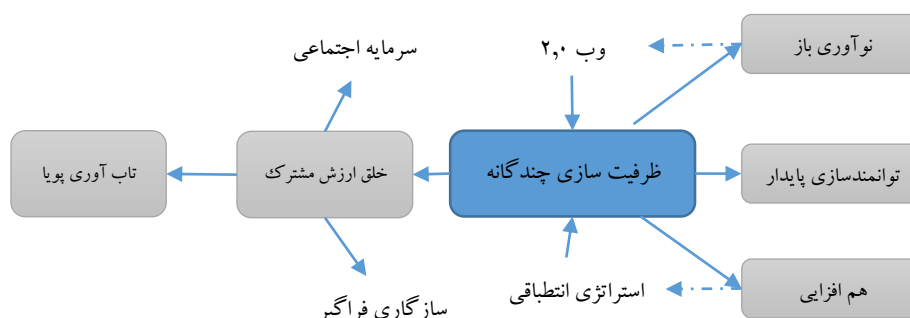 نوآوری باز
وب ۲٫۰
سرمایه اجتماعی
توانمندسازی پایدار
ظرفیت سازی چندگانه
خلق ارزش مشترک
تاب آوری پویا
هم افزایی
استراتژی انتطباقی
سازگاری فراگیر